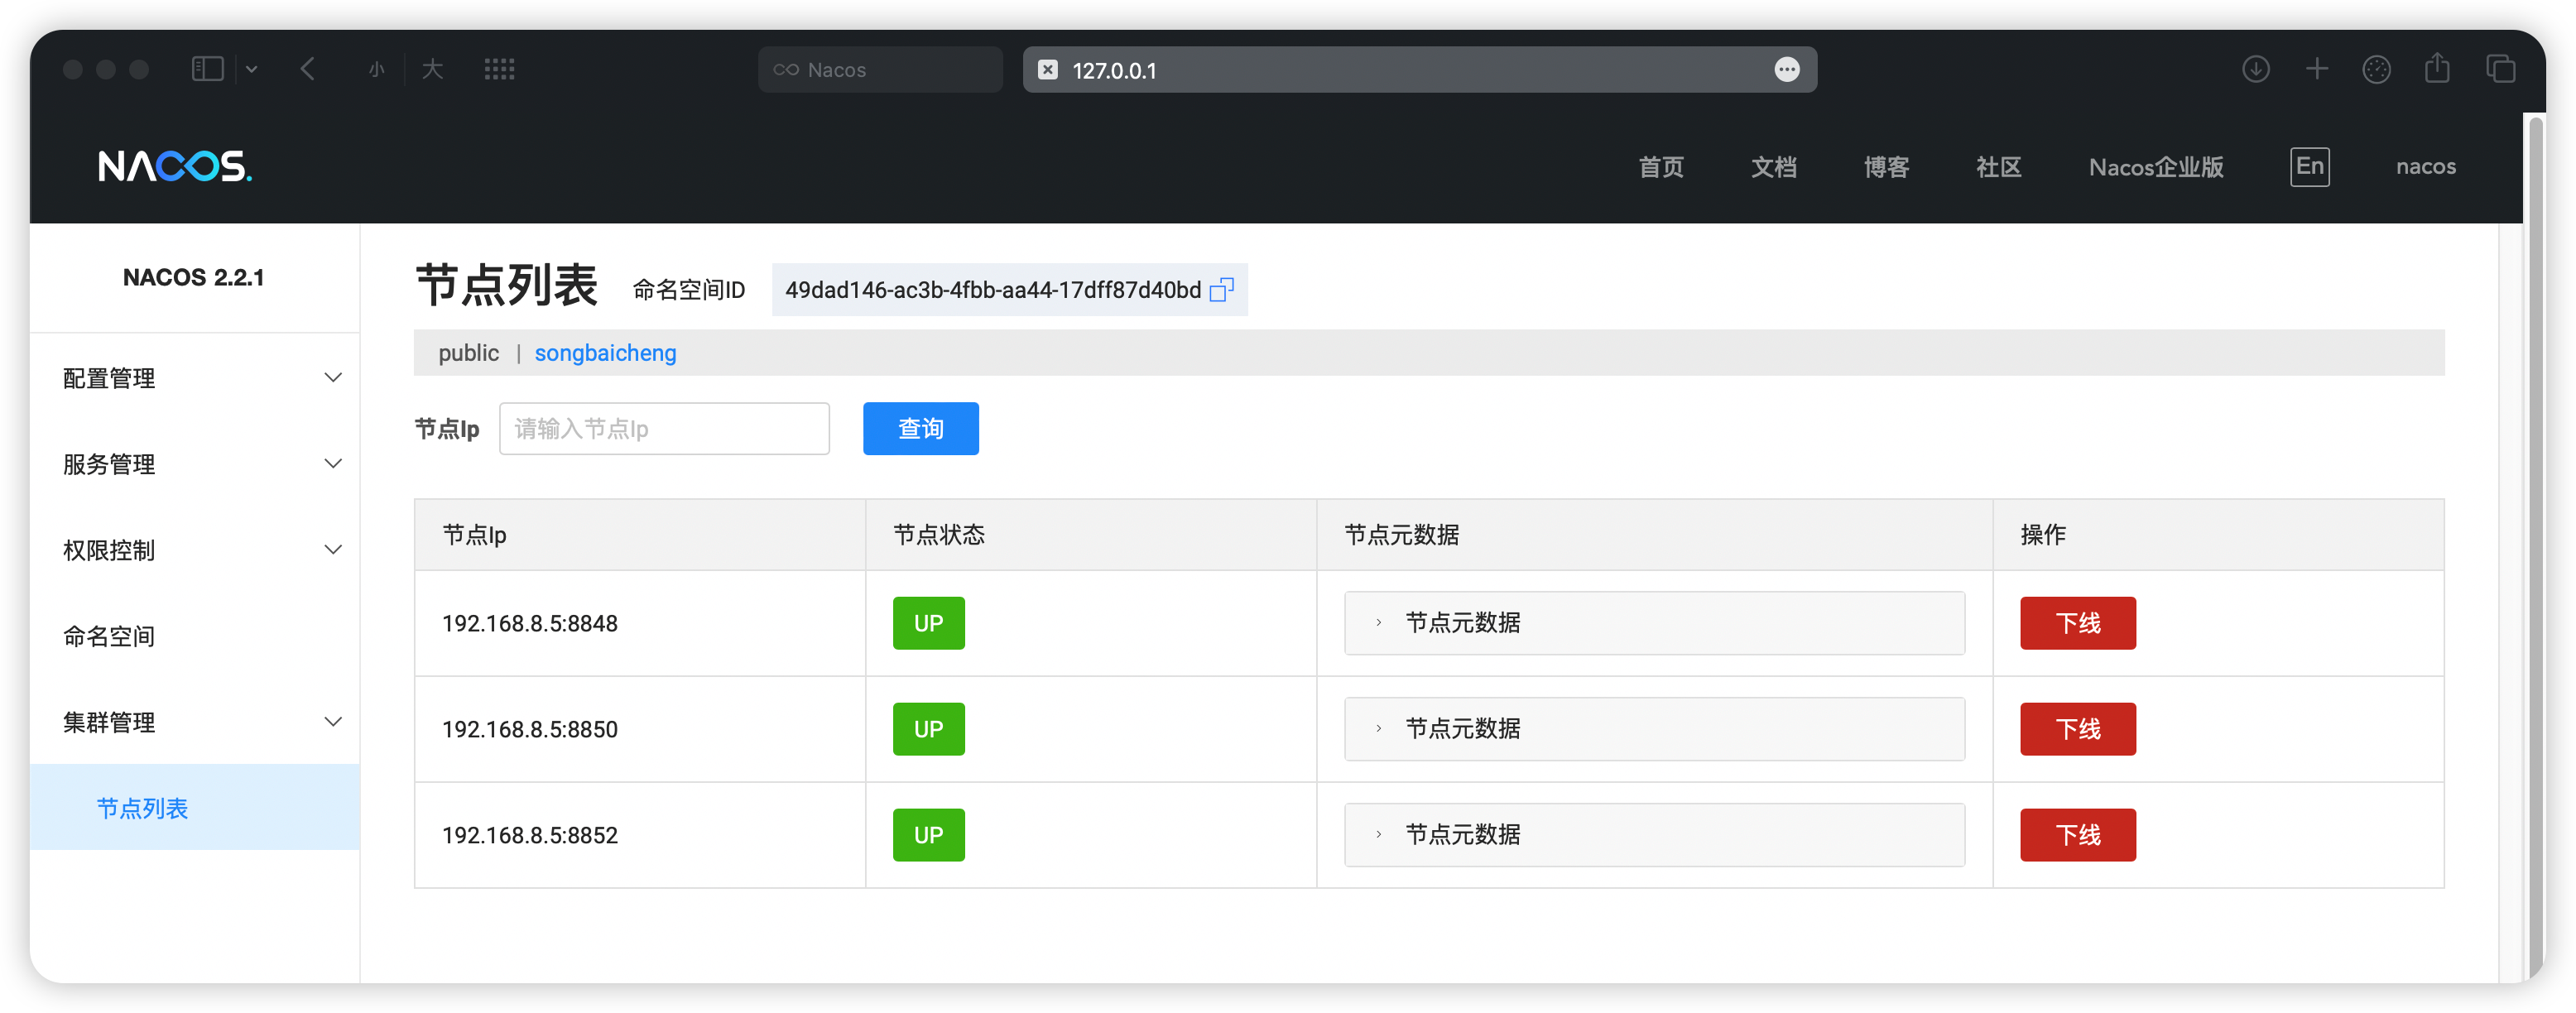 小 大 Nacos 127.0.0.1
NACOS. 首页 文档 博客 社区 Nacos企业版 En nacos
NACOS 2.2.1
配置管理
服务管理
权限控制
命名空间
集群管理
节点列表
节点列表 命名空间ID 49dad146-ac3b-4fbb-aa44-17dff87d40bd
public | songbaicheng
节点Ip 请输入节点Ip 查询
节点Ip 节点状态 节点元数据 操作
192.168.8.5:8848 UP 节点元数据 下线
192.168.8.5:8850 UP 节点元数据 下线
192.168.8.5:8852 UP 节点元数据 下线